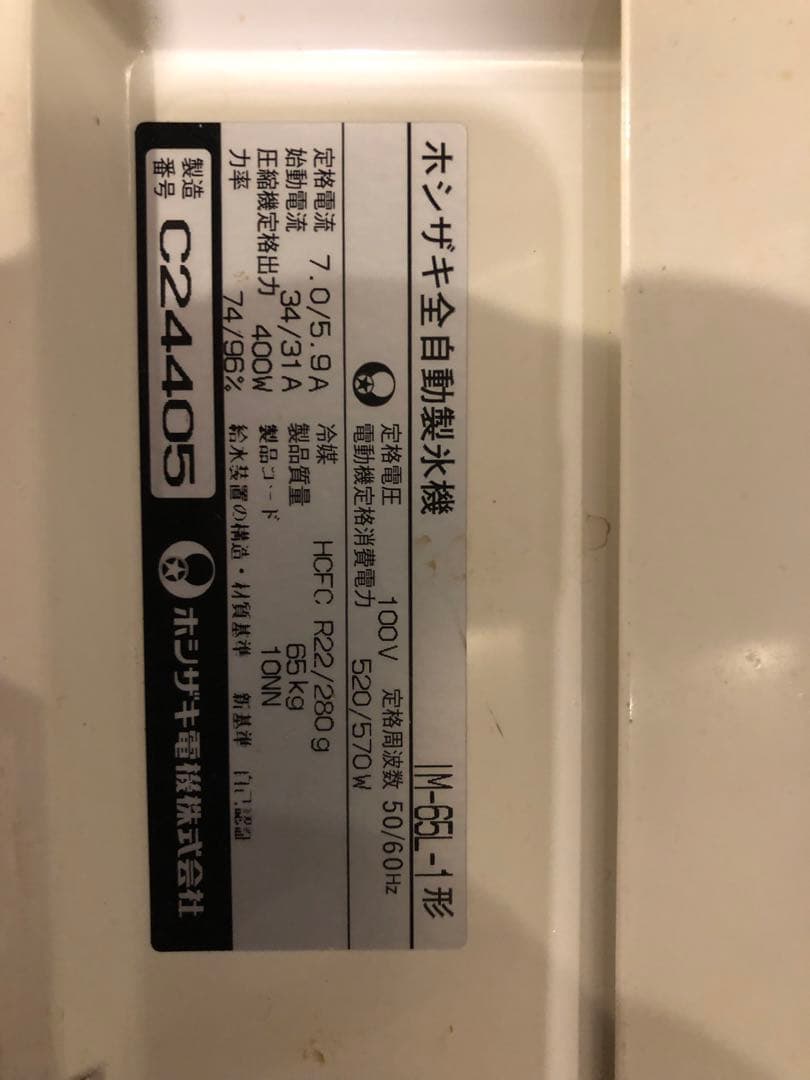 ホシザキ全自動製氷機 IM-65L-1形
定格電圧 100V 定格周波数 50/60Hz
電動機定格消費電力 520/570W
定格電流 7.0/5.9A
始動電流 34/31A
圧縮機定格出力 400W
力率 74/96%
冷媒 HCFC R22/280g
製品質量 65kg
製品コード 10NN
給水装置の構造・材質基準 新基準 自己認証
製造番号 C24405
ホシザキ電機株式会社